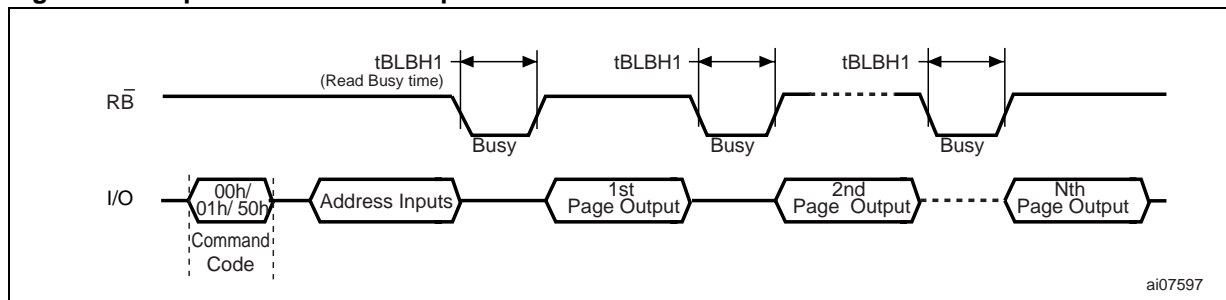 tBLBH1
(Read Busy time)
tBLBH1
tBLBH1
RB̅
Busy
Busy
Busy
I/O
00h/
01h/ 50h
Address Inputs
1st
Page Output
2nd
Page Output
Nth
Page Output
Command
Code
ai07597